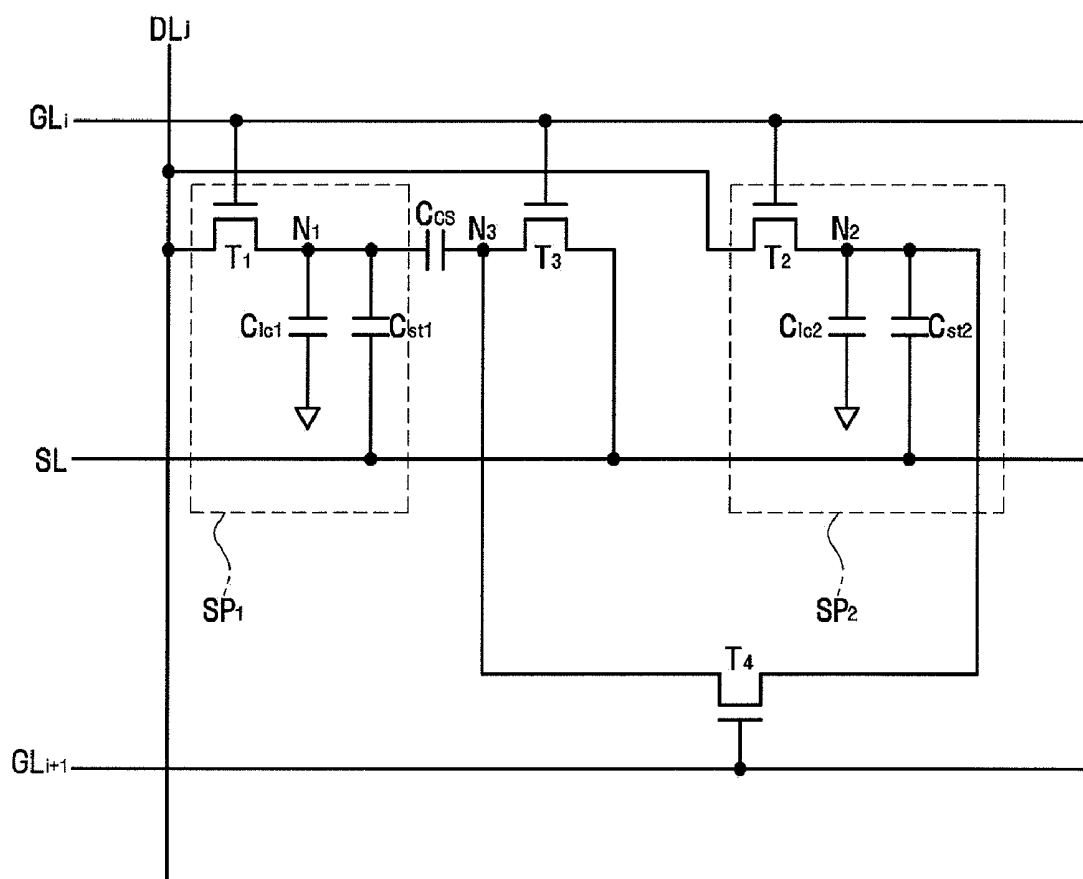 DLj
GLi
N1
CCS
N3
N2
T1
T3
T2
Clc1
Cst1
Clc2
Cst2
SL
SP1
SP2
T4
GLi+1